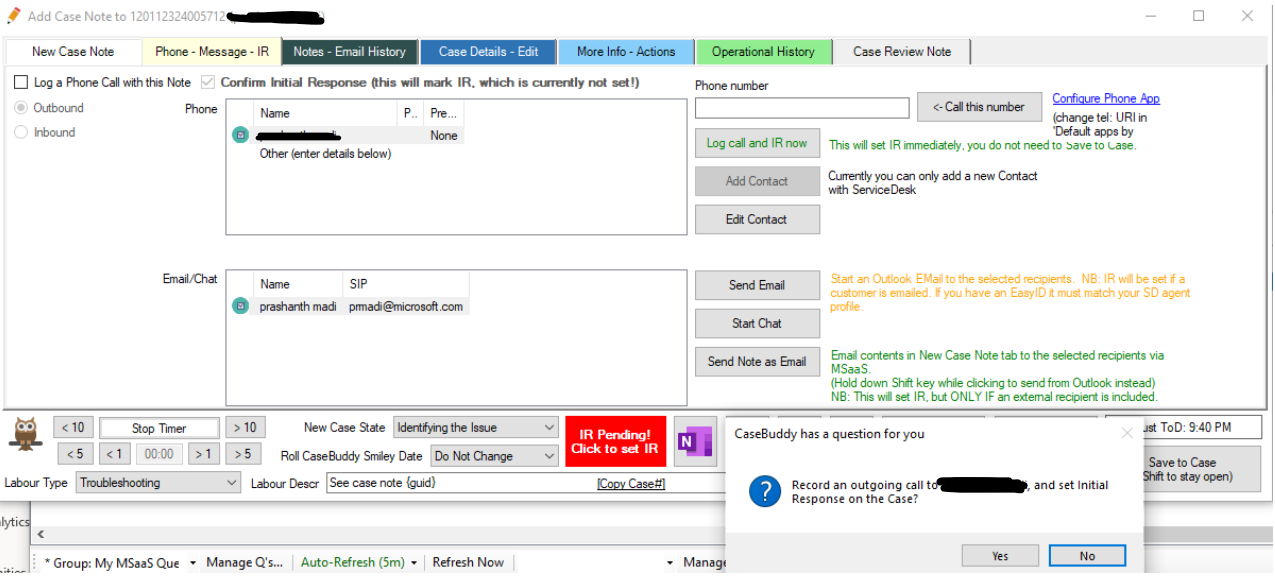 Add Case Note to 120112324005712
New Case Note
Phone - Message - IR
Notes - Email History
Case Details - Edit
More Info - Actions
Operational History
Case Review Note
Log a Phone Call with this Note
Confirm Initial Response (this will mark IR, which is currently not set!)
Outbound
Inbound
Phone
Name P.. Pre...
None
Other (enter details below)
Phone number
<- Call this number
Configure Phone App
(change tel: URI in
'Default apps by
Log call and IR now
This will set IR immediately, you do not need to Save to Case.
Add Contact
Currently you can only add a new Contact
with ServiceDesk
Edit Contact
Email/Chat
Name SIP
prashanth madi prmadi@microsoft.com
Send Email
Start an Outlook EMail to the selected recipients. NB: IR will be set if a
customer is emailed. If you have an EasyID it must match your SD agent
profile.
Start Chat
Send Note as Email
Email contents in New Case Note tab to the selected recipients via
MSaaS.
(Hold down Shift key while clicking to send from Outlook instead)
NB: This will set IR, but ONLY IF an external recipient is included.
< 10
Stop Timer
> 10
< 5
< 1
00:00
> 1
> 5
New Case State Identifying the Issue
Roll CaseBuddy Smiley Date Do Not Change
IR Pending!
Click to set IR
N
ust ToD: 9:40 PM
Save to Case
Shift to stay open)
Labour Type Troubleshooting
Labour Descr See case note {guid}
[Copy Case#]
CaseBuddy has a question for you
Record an outgoing call to , and set Initial
Response on the Case?
Yes
No
alytics
* Group: My MSaaS Que
Manage Q's...
Auto-Refresh (5m)
Refresh Now
Manage